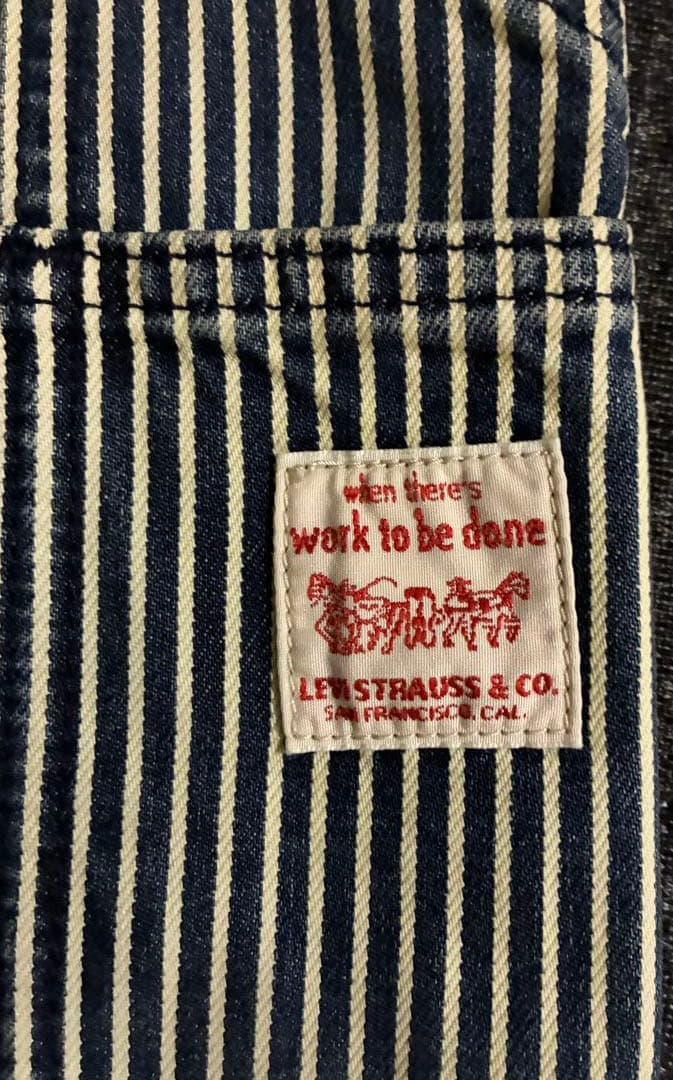 when there's
work to be done
LEVI STRAUSS & CO.
SAN FRANCISCO, CAL.